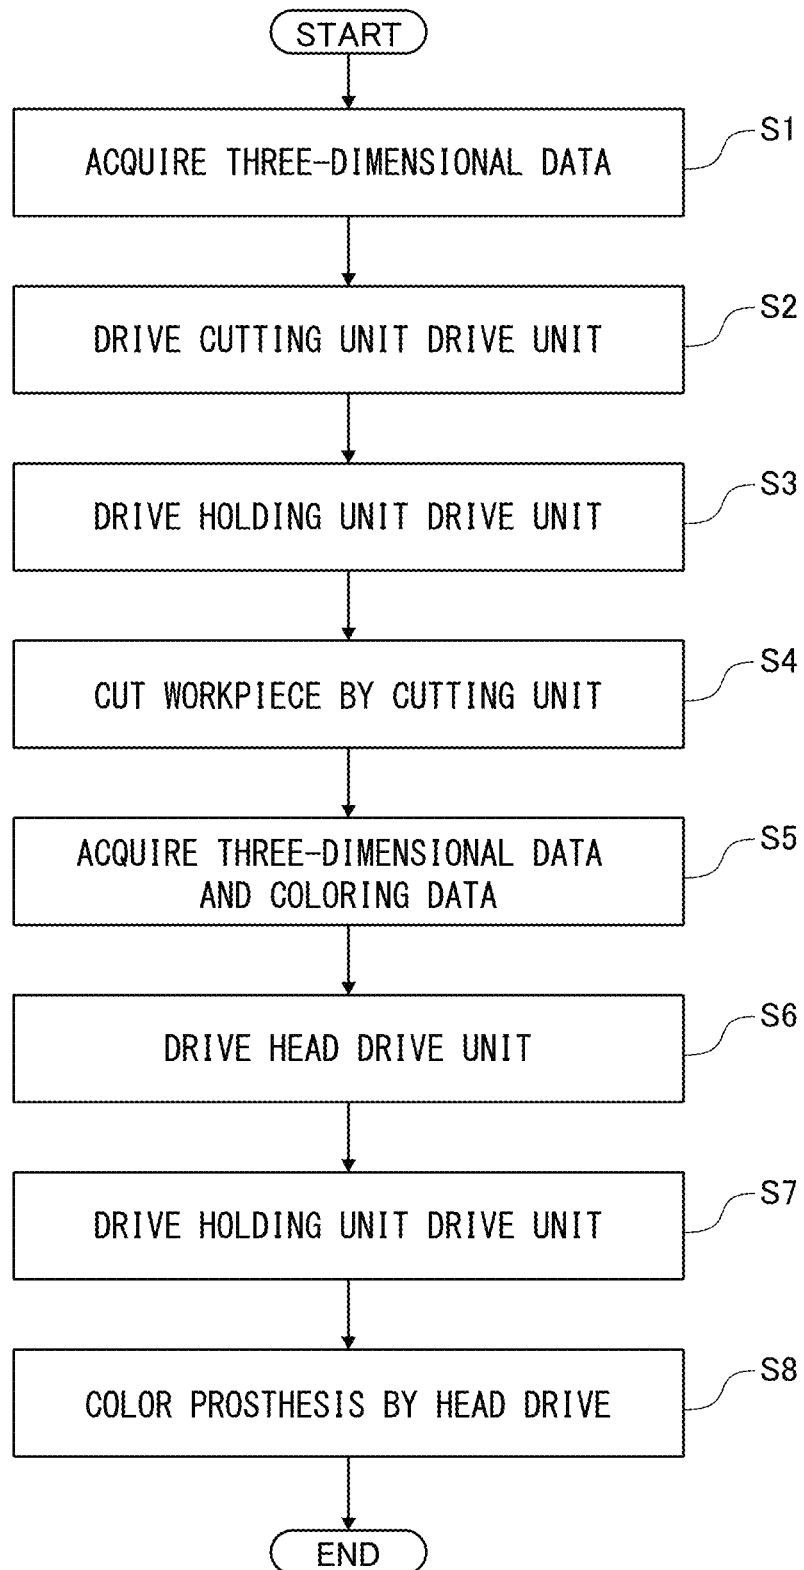 START
ACQUIRE THREE-DIMENSIONAL DATA
S1
DRIVE CUTTING UNIT DRIVE UNIT
S2
DRIVE HOLDING UNIT DRIVE UNIT
S3
CUT WORKPIECE BY CUTTING UNIT
S4
ACQUIRE THREE-DIMENSIONAL DATA
AND COLORING DATA
S5
DRIVE HEAD DRIVE UNIT
S6
DRIVE HOLDING UNIT DRIVE UNIT
S7
COLOR PROSTHESIS BY HEAD DRIVE
S8
END